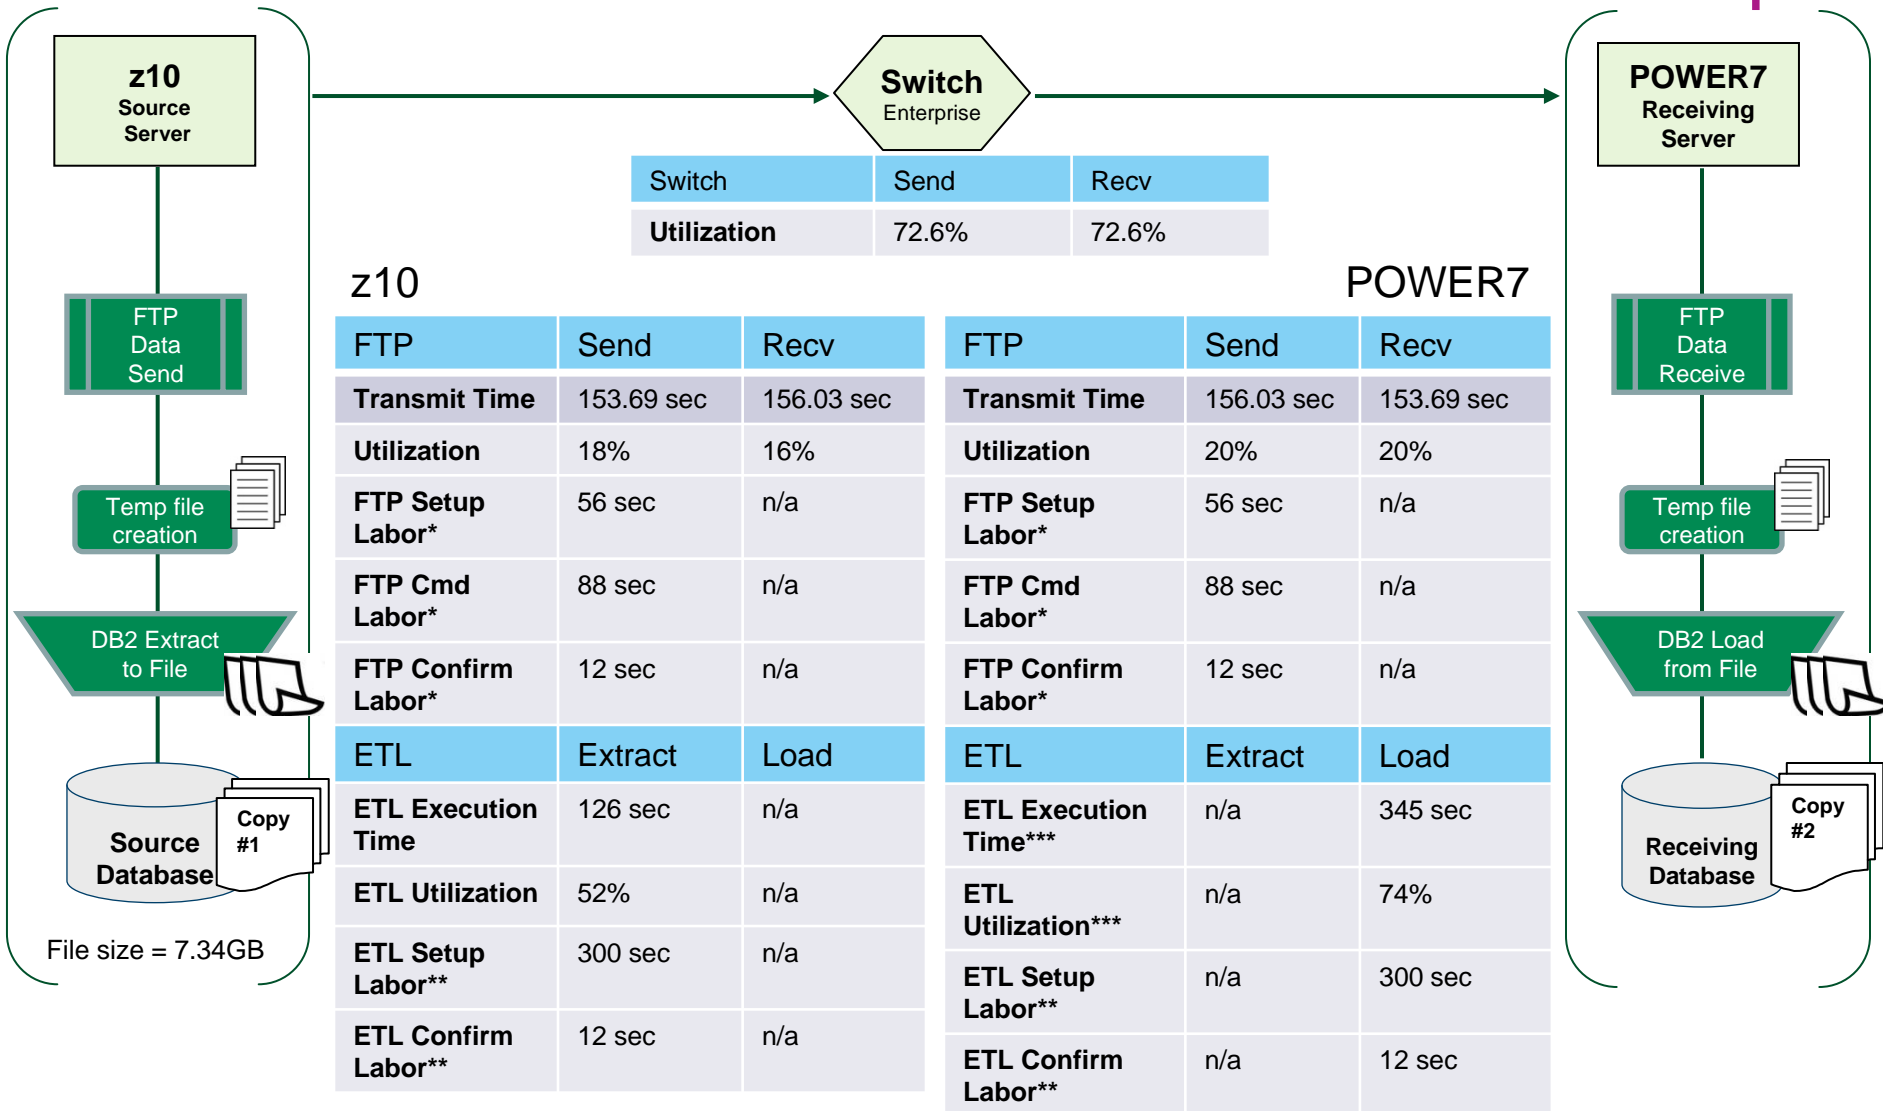 z10
Source
Server
Switch
Enterprise
POWER7
Receiving
Server
Switch Send Recv
Utilization 72.6% 72.6%
z10
POWER7
FTP
Data
Send
Temp file
creation
DB2 Extract
to File
Source
Database
Copy
#1
File size = 7.34GB
FTP Send Recv
Transmit Time 153.69 sec 156.03 sec
Utilization 18% 16%
FTP Setup 56 sec n/a
Labor*
FTP Cmd 88 sec n/a
Labor*
FTP Confirm 12 sec n/a
Labor*
ETL Extract Load
ETL Execution 126 sec n/a
Time
ETL Utilization 52% n/a
ETL Setup 300 sec n/a
Labor**
ETL Confirm 12 sec n/a
Labor**
FTP Send Recv
Transmit Time 156.03 sec 153.69 sec
Utilization 20% 20%
FTP Setup 56 sec n/a
Labor*
FTP Cmd 88 sec n/a
Labor*
FTP Confirm 12 sec n/a
Labor*
ETL Extract Load
ETL Execution n/a 345 sec
Time***
ETL n/a 74%
Utilization***
ETL Setup n/a 300 sec
Labor**
ETL Confirm n/a 12 sec
Labor**
FTP
Data
Receive
Temp file
creation
DB2 Load
from File
Receiving
Database
Copy
#2